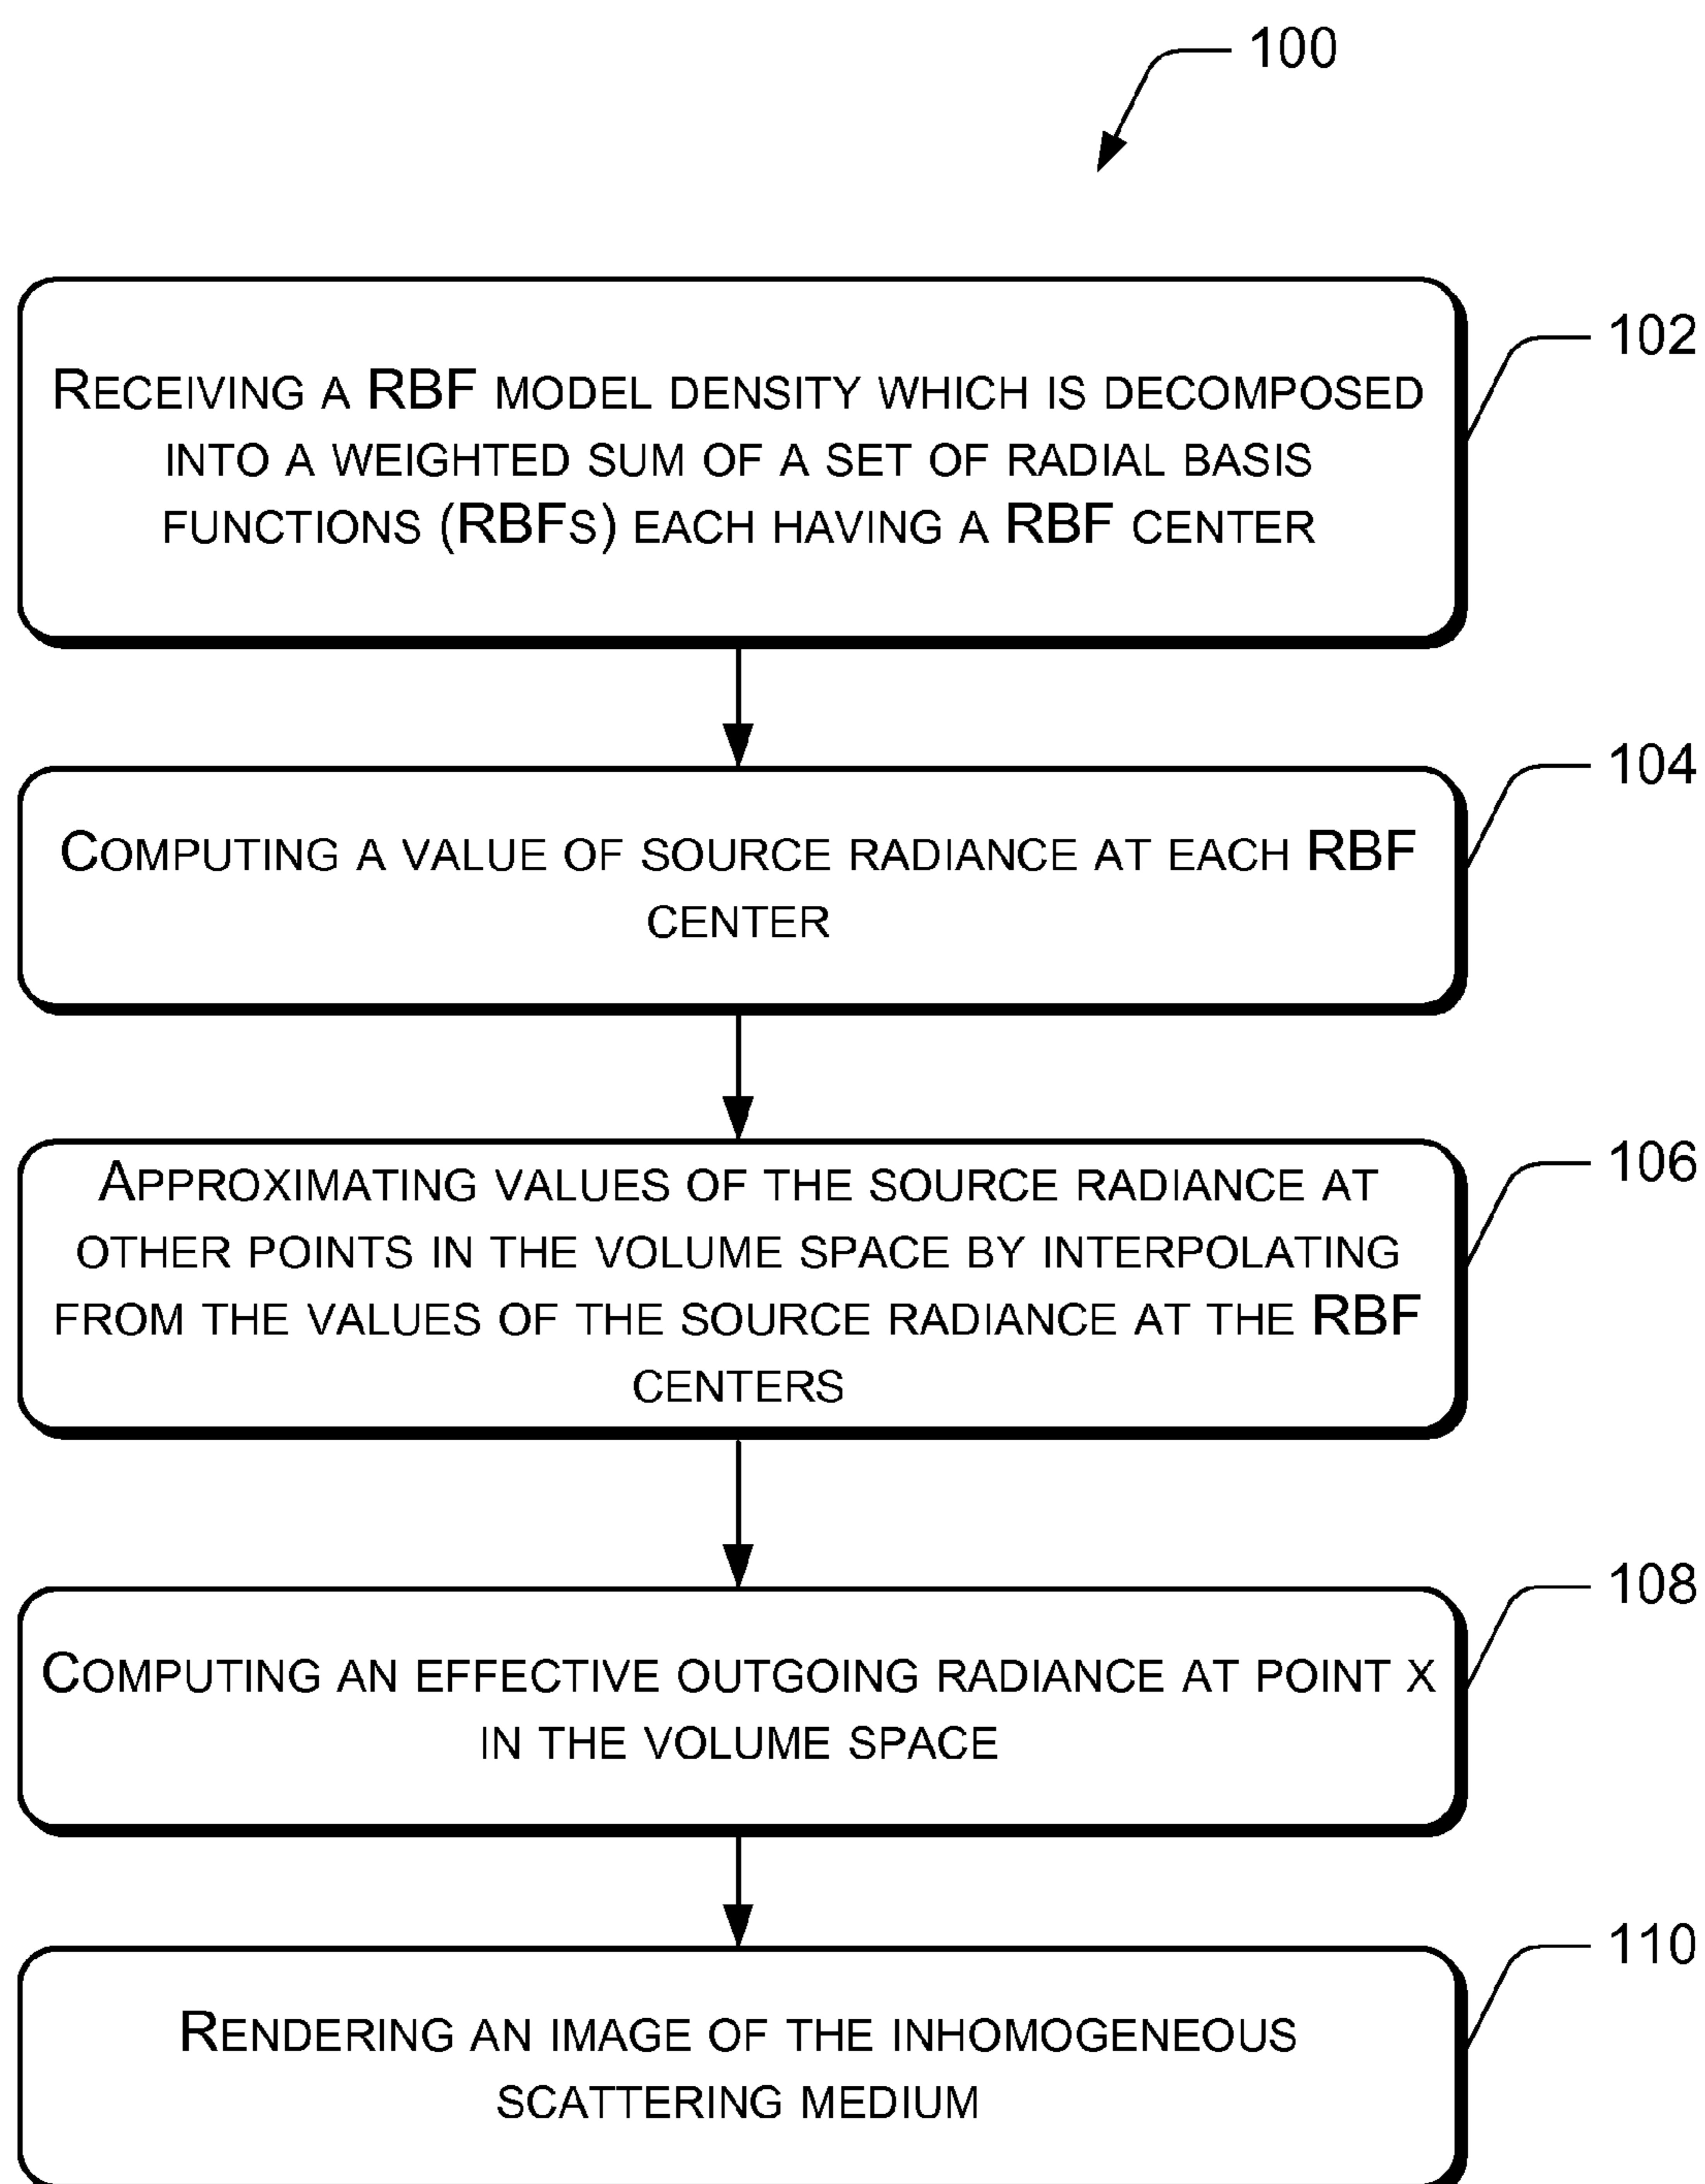 100
102
RECEIVING A RBF MODEL DENSITY WHICH IS DECOMPOSED
INTO A WEIGHTED SUM OF A SET OF RADIAL BASIS
FUNCTIONS (RBFS) EACH HAVING A RBF CENTER
104
COMPUTING A VALUE OF SOURCE RADIANCE AT EACH RBF
CENTER
106
APPROXIMATING VALUES OF THE SOURCE RADIANCE AT
OTHER POINTS IN THE VOLUME SPACE BY INTERPOLATING
FROM THE VALUES OF THE SOURCE RADIANCE AT THE RBF
CENTERS
108
COMPUTING AN EFFECTIVE OUTGOING RADIANCE AT POINT X
IN THE VOLUME SPACE
110
RENDERING AN IMAGE OF THE INHOMOGENEOUS
SCATTERING MEDIUM